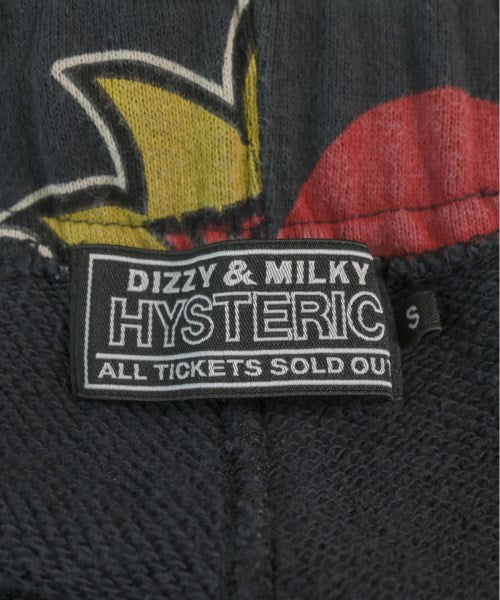 DIZZY & MILKY
HYSTERIC
ALL TICKETS SOLD OUT
S